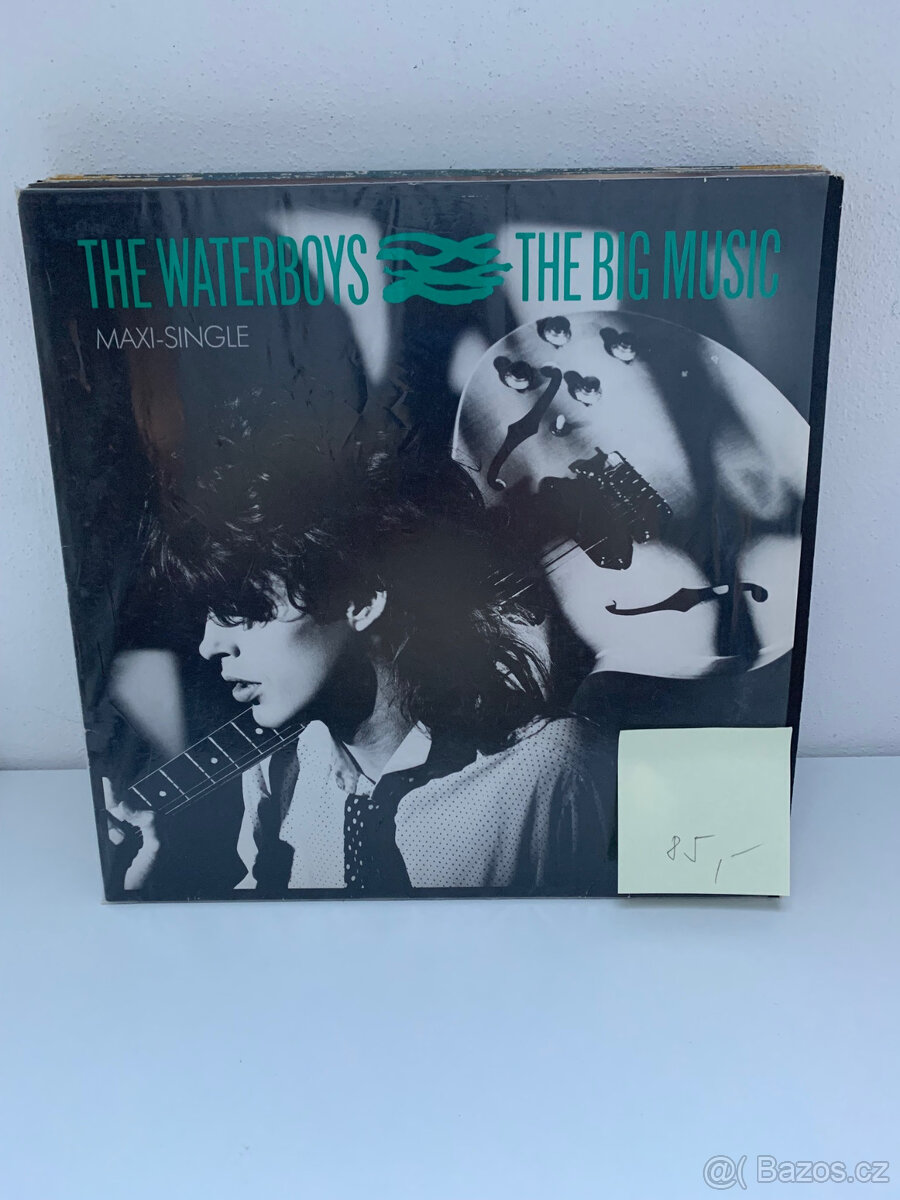 THE WATERBOYS THE BIG MUSIC
MAXI-SINGLE
85,-
@( Bazos.cz